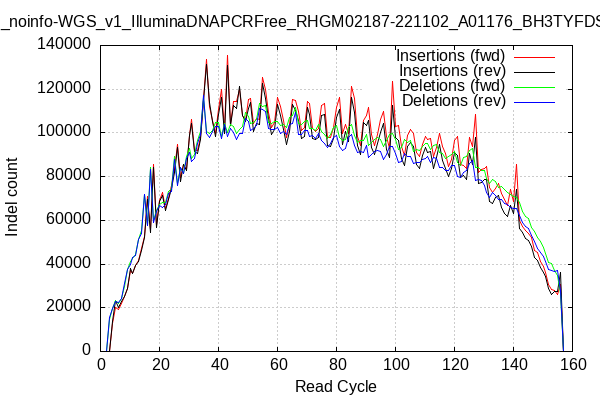 _noinfo-WGS_v1_IlluminaDNAPCRFree_RHGM02187-221102_A01176_BH3TYFDS
Insertions (fwd)
Insertions (rev)
Deletions (fwd)
Deletions (rev)
Indel count
140000
120000
100000
80000
60000
40000
20000
0
0 20 40 60 80 100 120 140 160
Read Cycle